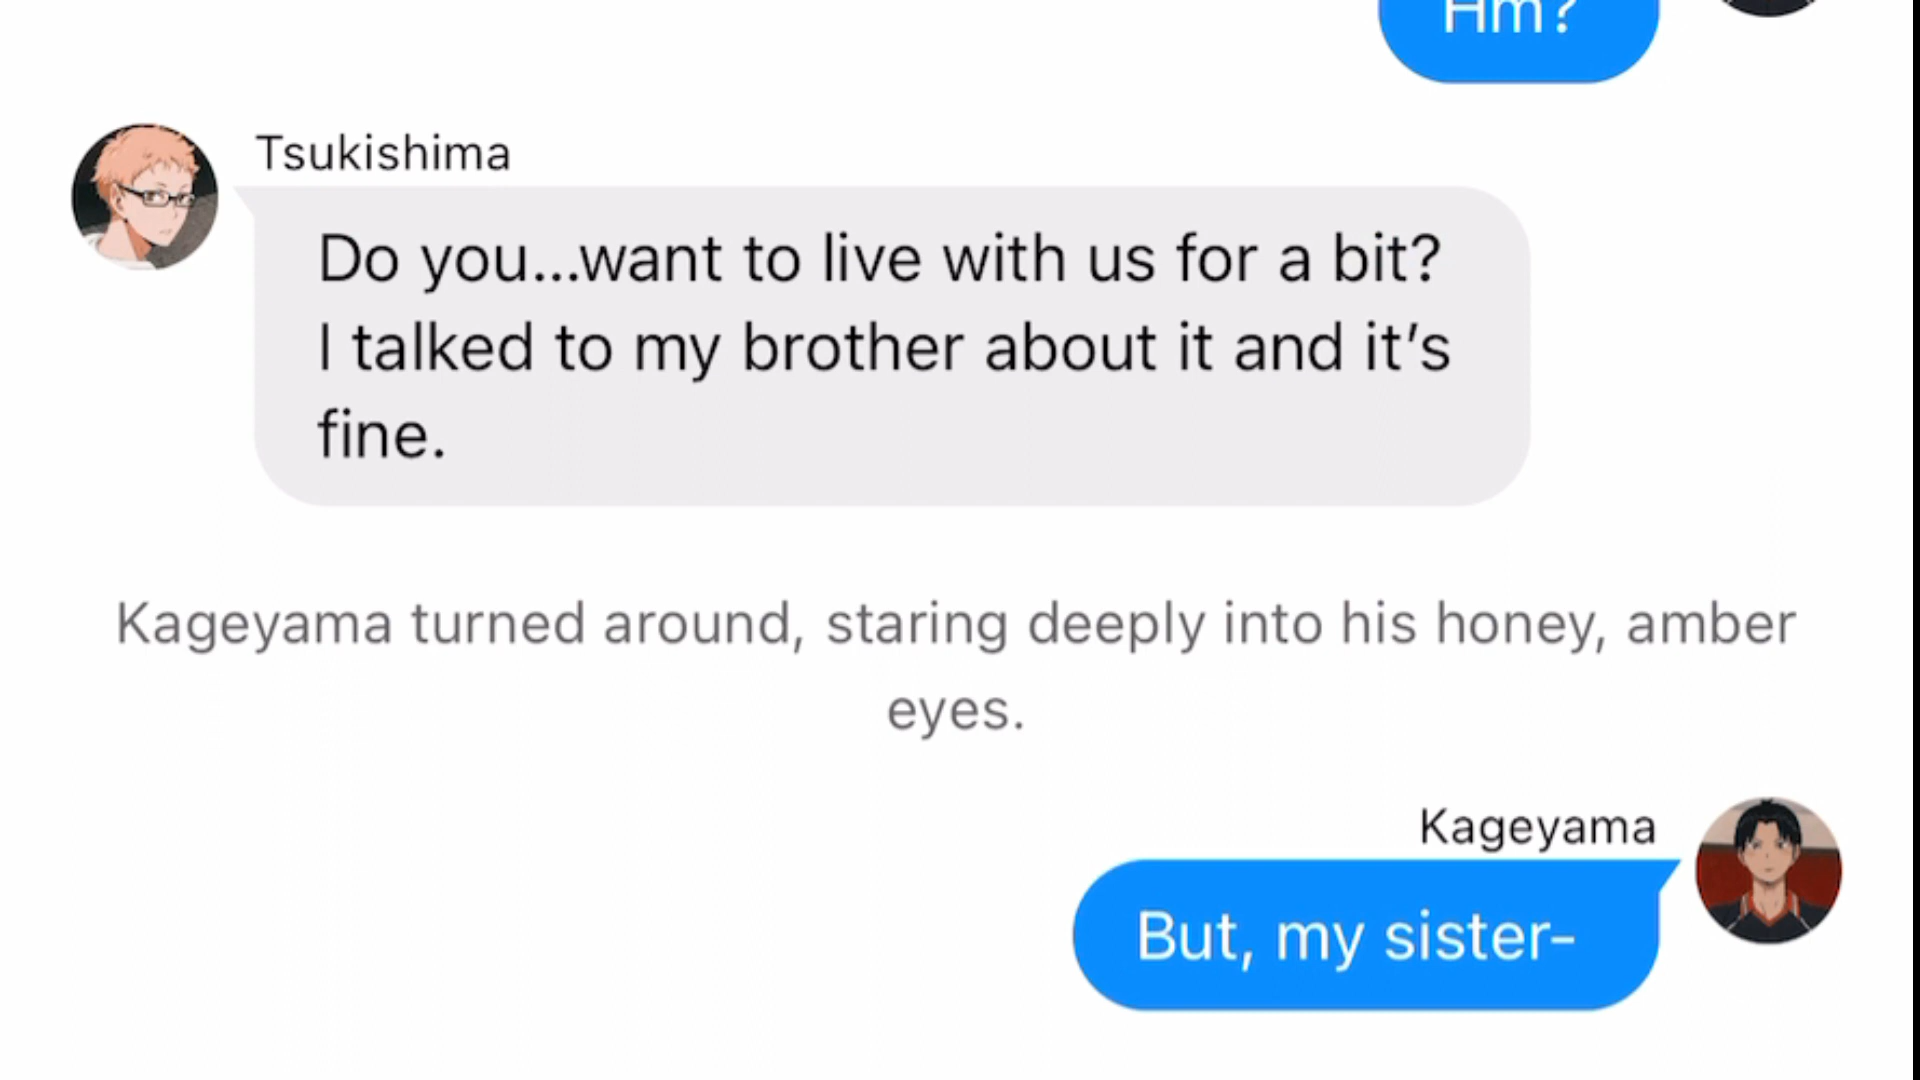 Hm?
Tsukishima
Do you...want to live with us for a bit?
I talked to my brother about it and it's
fine.
Kageyama turned around, staring deeply into his honey, amber
eyes.
Kageyama
But, my sister-